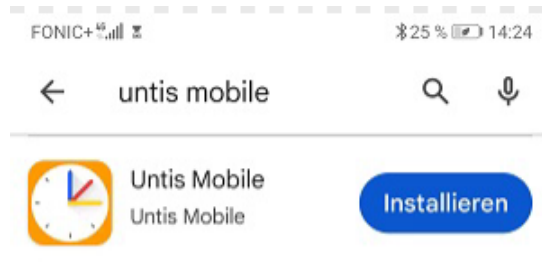 FONIC+ 25 % 14:24
untis mobile
Untis Mobile
Untis Mobile
Installieren